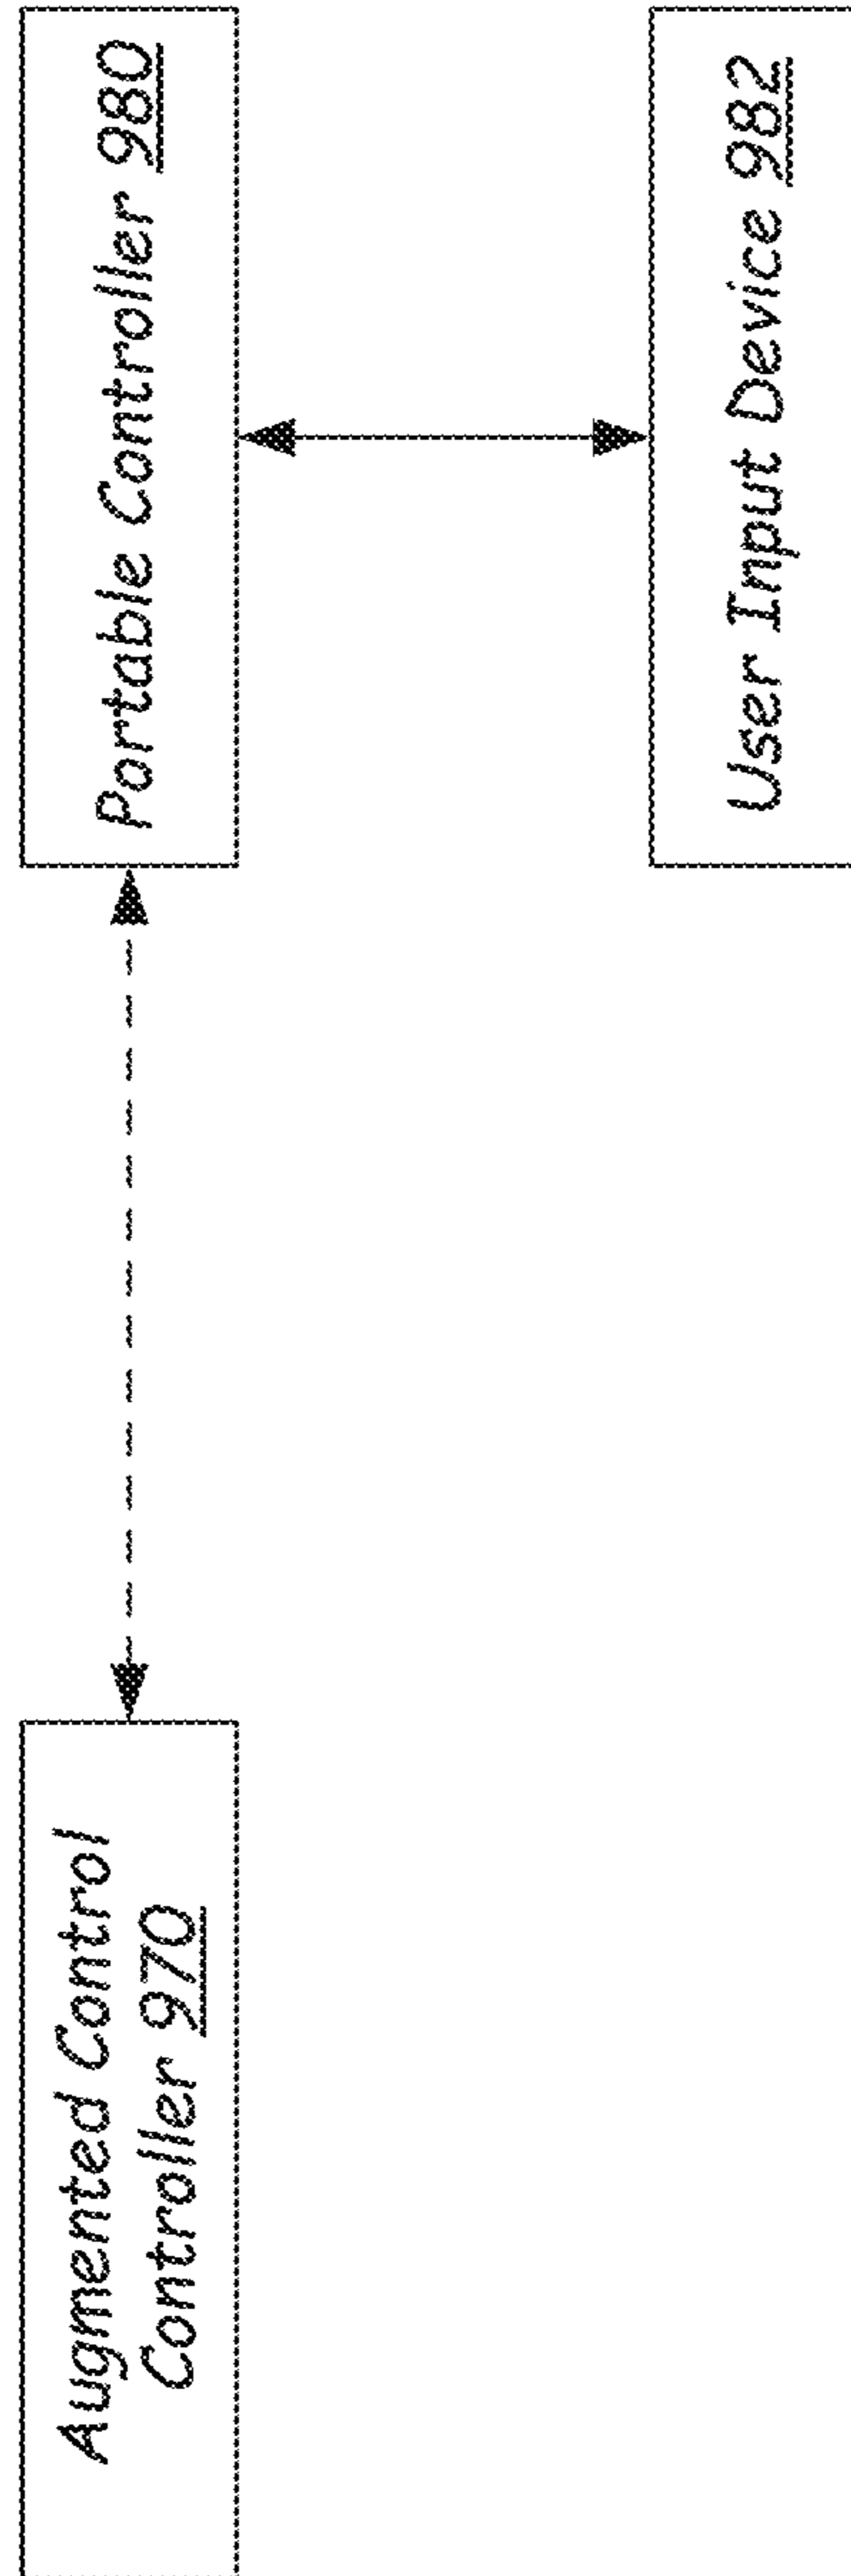 Augmented Control
Controller 970
Portable Controller 980
User Input Device 982